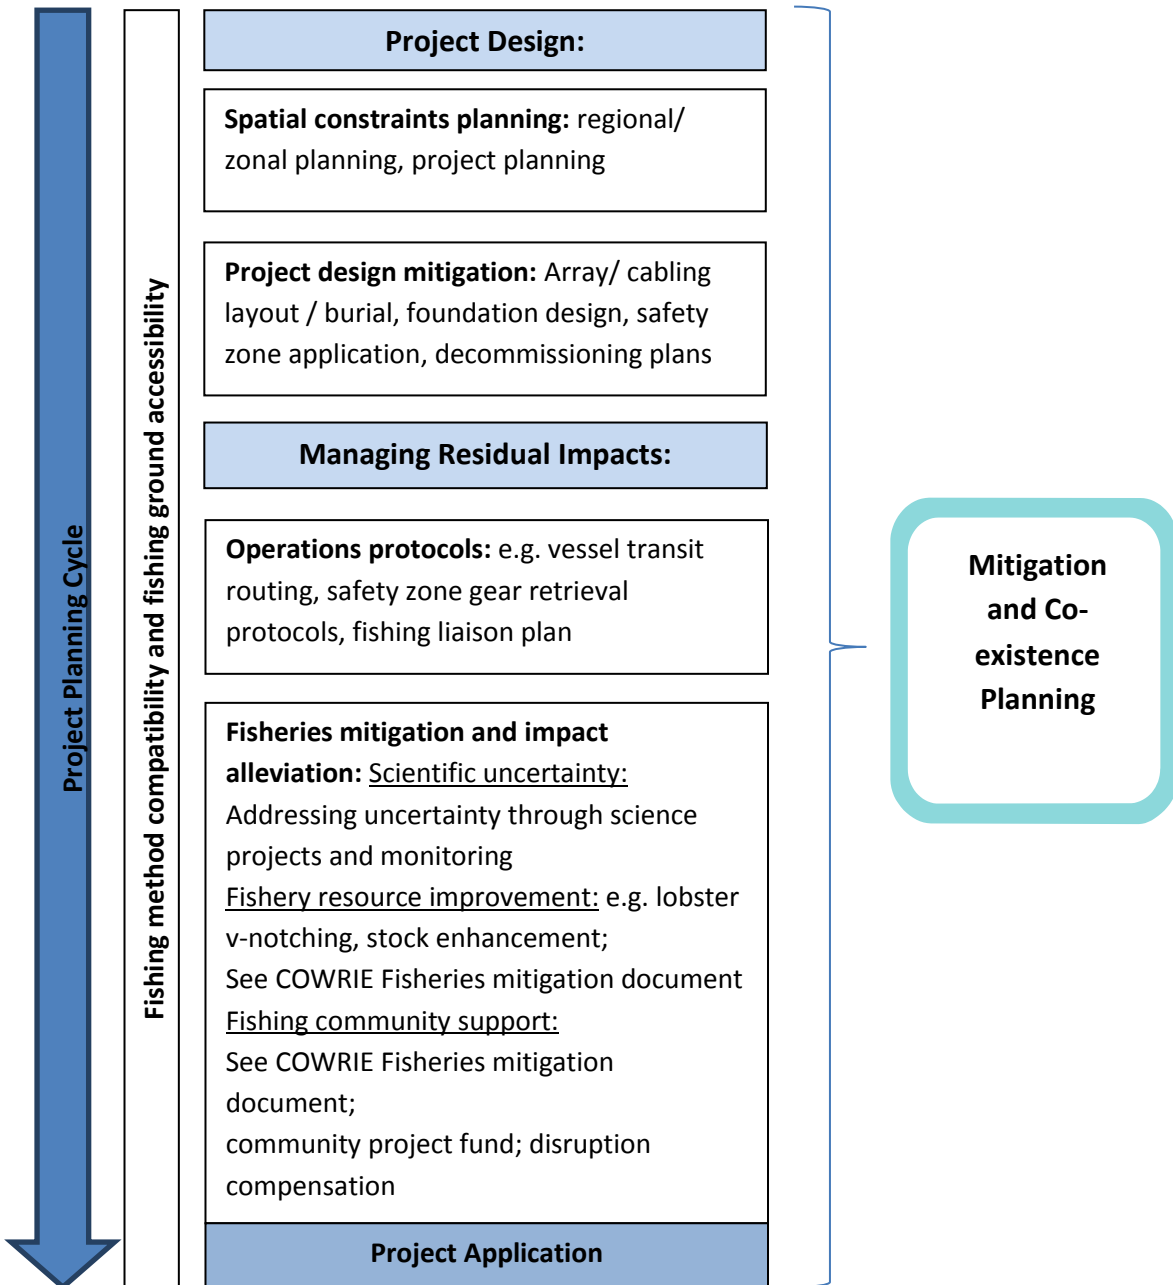 Project Planning Cycle
Fishing method compatibility and fishing ground accessibility
Project Design:
Spatial constraints planning: regional/
zonal planning, project planning
Project design mitigation: Array/ cabling
layout / burial, foundation design, safety
zone application, decommissioning plans
Managing Residual Impacts:
Operations protocols: e.g. vessel transit
routing, safety zone gear retrieval
protocols, fishing liaison plan
Fisheries mitigation and impact
alleviation: Scientific uncertainty:
Addressing uncertainty through science
projects and monitoring
Fishery resource improvement: e.g. lobster
v-notching, stock enhancement;
See COWRIE Fisheries mitigation document
Fishing community support:
See COWRIE Fisheries mitigation
document;
community project fund; disruption
compensation
Project Application
Mitigation
and Co-
existence
Planning